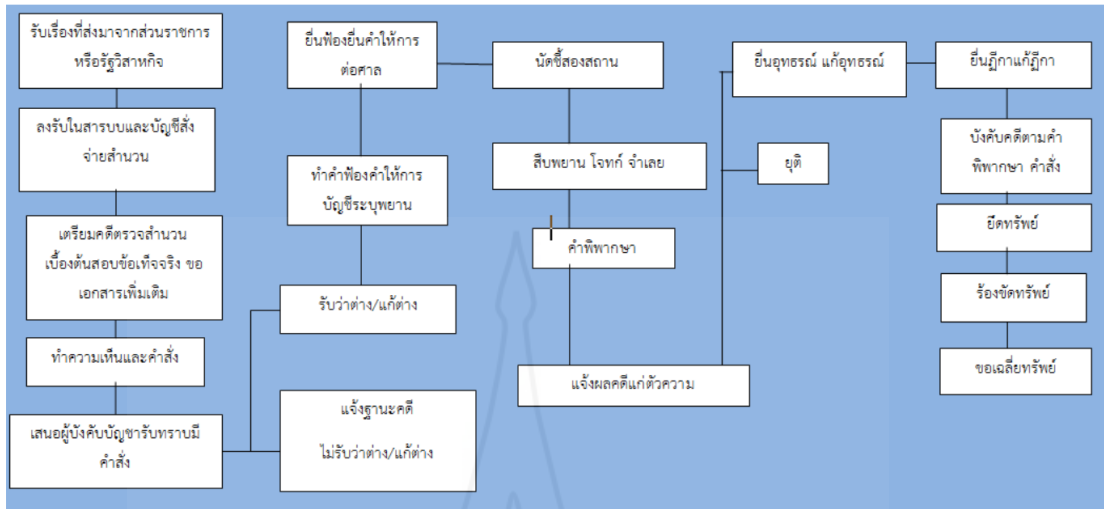 รับเรื่องที่ส่งมาจากส่วนราชการ
หรือรัฐวิสาหกิจ
ลงรับในสารบบและบัญชีสั่ง
จ่ายสำนวน
เตรียมคดีตรวจสำนวน
เบื้องต้นสอบข้อเท็จจริง ขอ
เอกสารเพิ่มเติม
ทำความเห็นและคำสั่ง
เสนอผู้บังคับบัญชารับทราบมี
คำสั่ง
ยื่นฟ้องยื่นคำให้การ
ต่อศาล
ทำคำฟ้องคำให้การ
บัญชีระบุพยาน
รับว่าต่าง/แก้ต่าง
แจ้งฐานะคดี
ไม่รับว่าต่าง/แก้ต่าง
นัดชี้สองสถาน
สืบพยาน โจทก์ จำเลย
คำพิพากษา
แจ้งผลคดีแก่ตัวความ
ยื่นอุทธรณ์ แก้อุทธรณ์
ยุติ
ยื่นฎีกาแก้ฎีกา
บังคับคดีตามคำ
พิพากษา คำสั่ง
ยึดทรัพย์
ร้องขัดทรัพย์
ขอเฉลี่ยทรัพย์